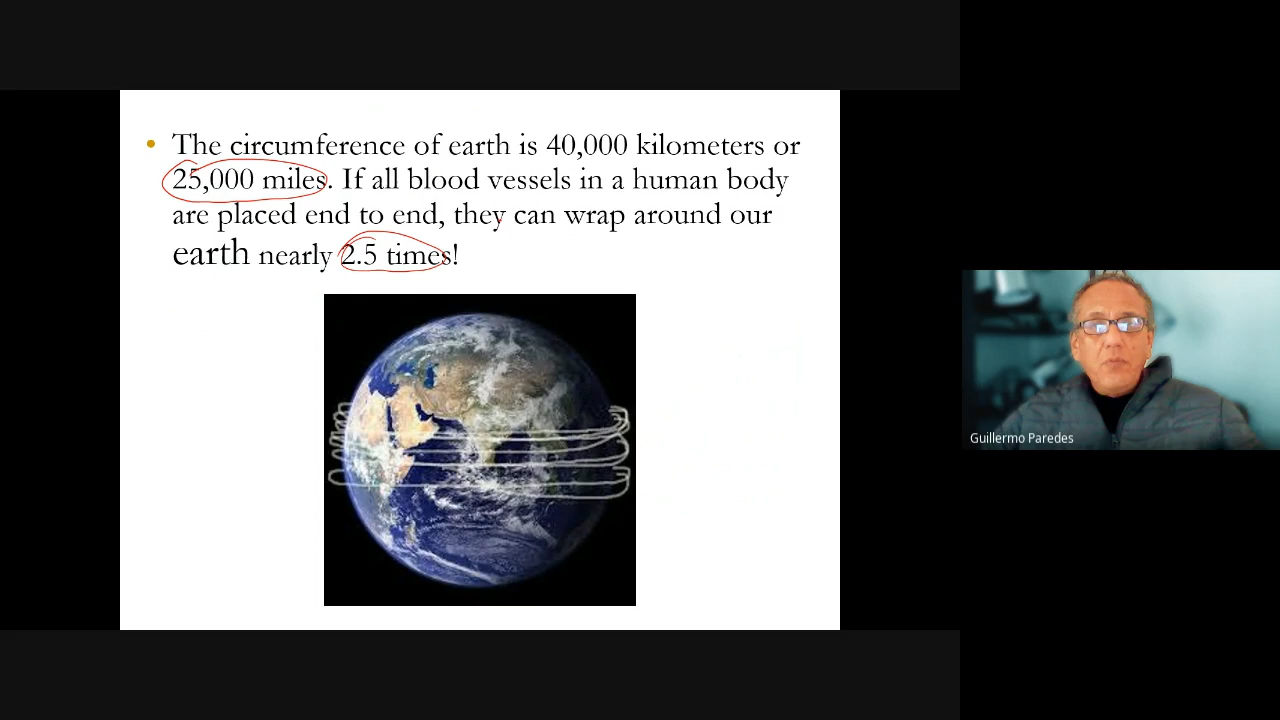 • The circumference of earth is 40,000 kilometers or
25,000 miles. If all blood vessels in a human body
are placed end to end, they can wrap around our
earth nearly 2.5 times!
Guillermo Paredes